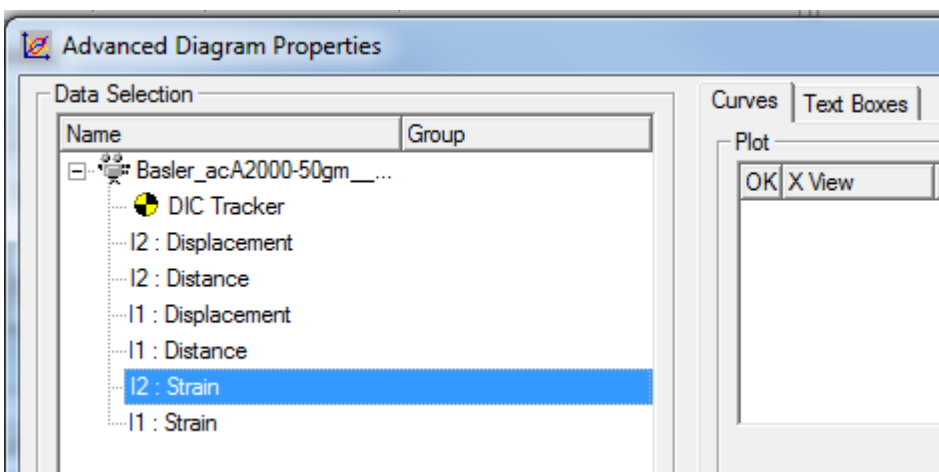 Advanced Diagram Properties
Data Selection
Name Group
Basler_acA2000-50gm__...
DIC Tracker
I2 : Displacement
I2 : Distance
I1 : Displacement
I1 : Distance
I2 : Strain
I1 : Strain
Curves Text Boxes
Plot
OK X View